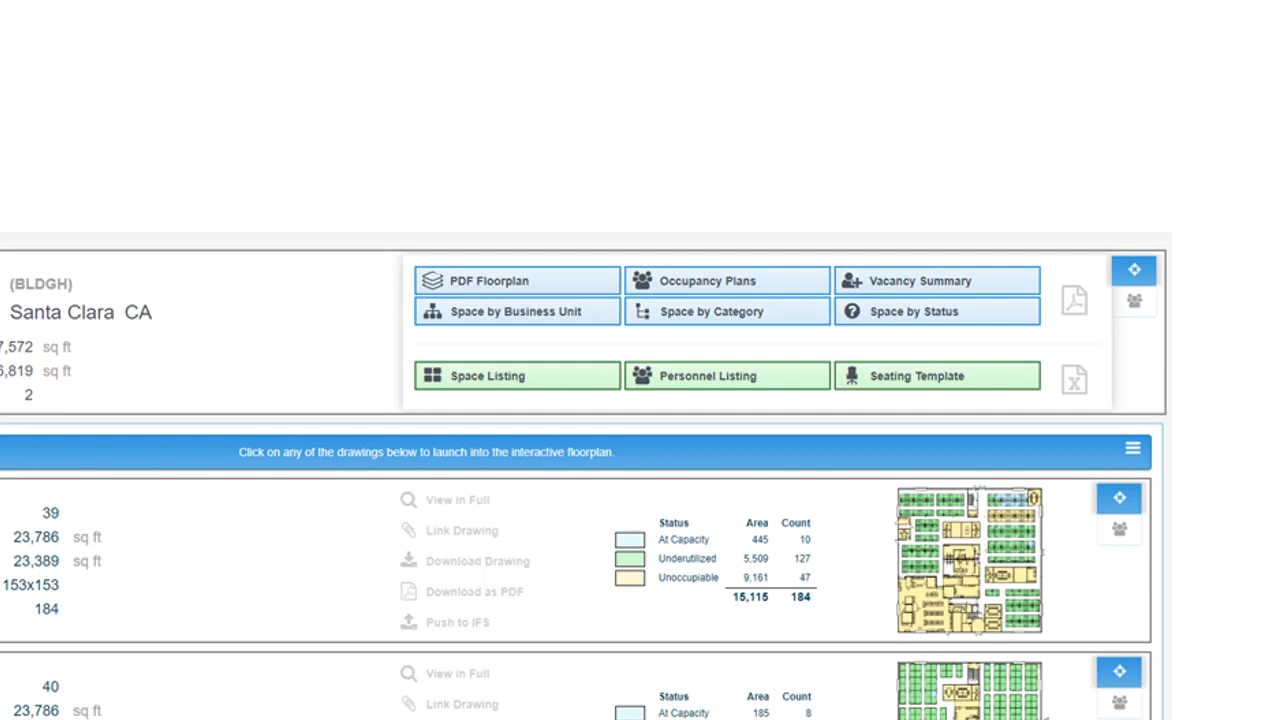 (BLDGH)
Santa Clara CA
7,572 sq ft
6,819 sq ft
2
PDF Floorplan
Occupancy Plans
Vacancy Summary
Space by Business Unit
Space by Category
Space by Status
Space Listing
Personnel Listing
Seating Template
Click on any of the drawings below to launch into the interactive floorplan.
39
23,786 sq ft
23,389 sq ft
153x153
184
View in Full
Link Drawing
Download Drawing
Download as PDF
Push to IFS
Status Area Count
At Capacity 445 10
Underutilized 5,509 127
Unoccupiable 9,161 47
15,115 184
40
23,786 sq ft
View in Full
Link Drawing
Status Area Count
At Capacity 185 8